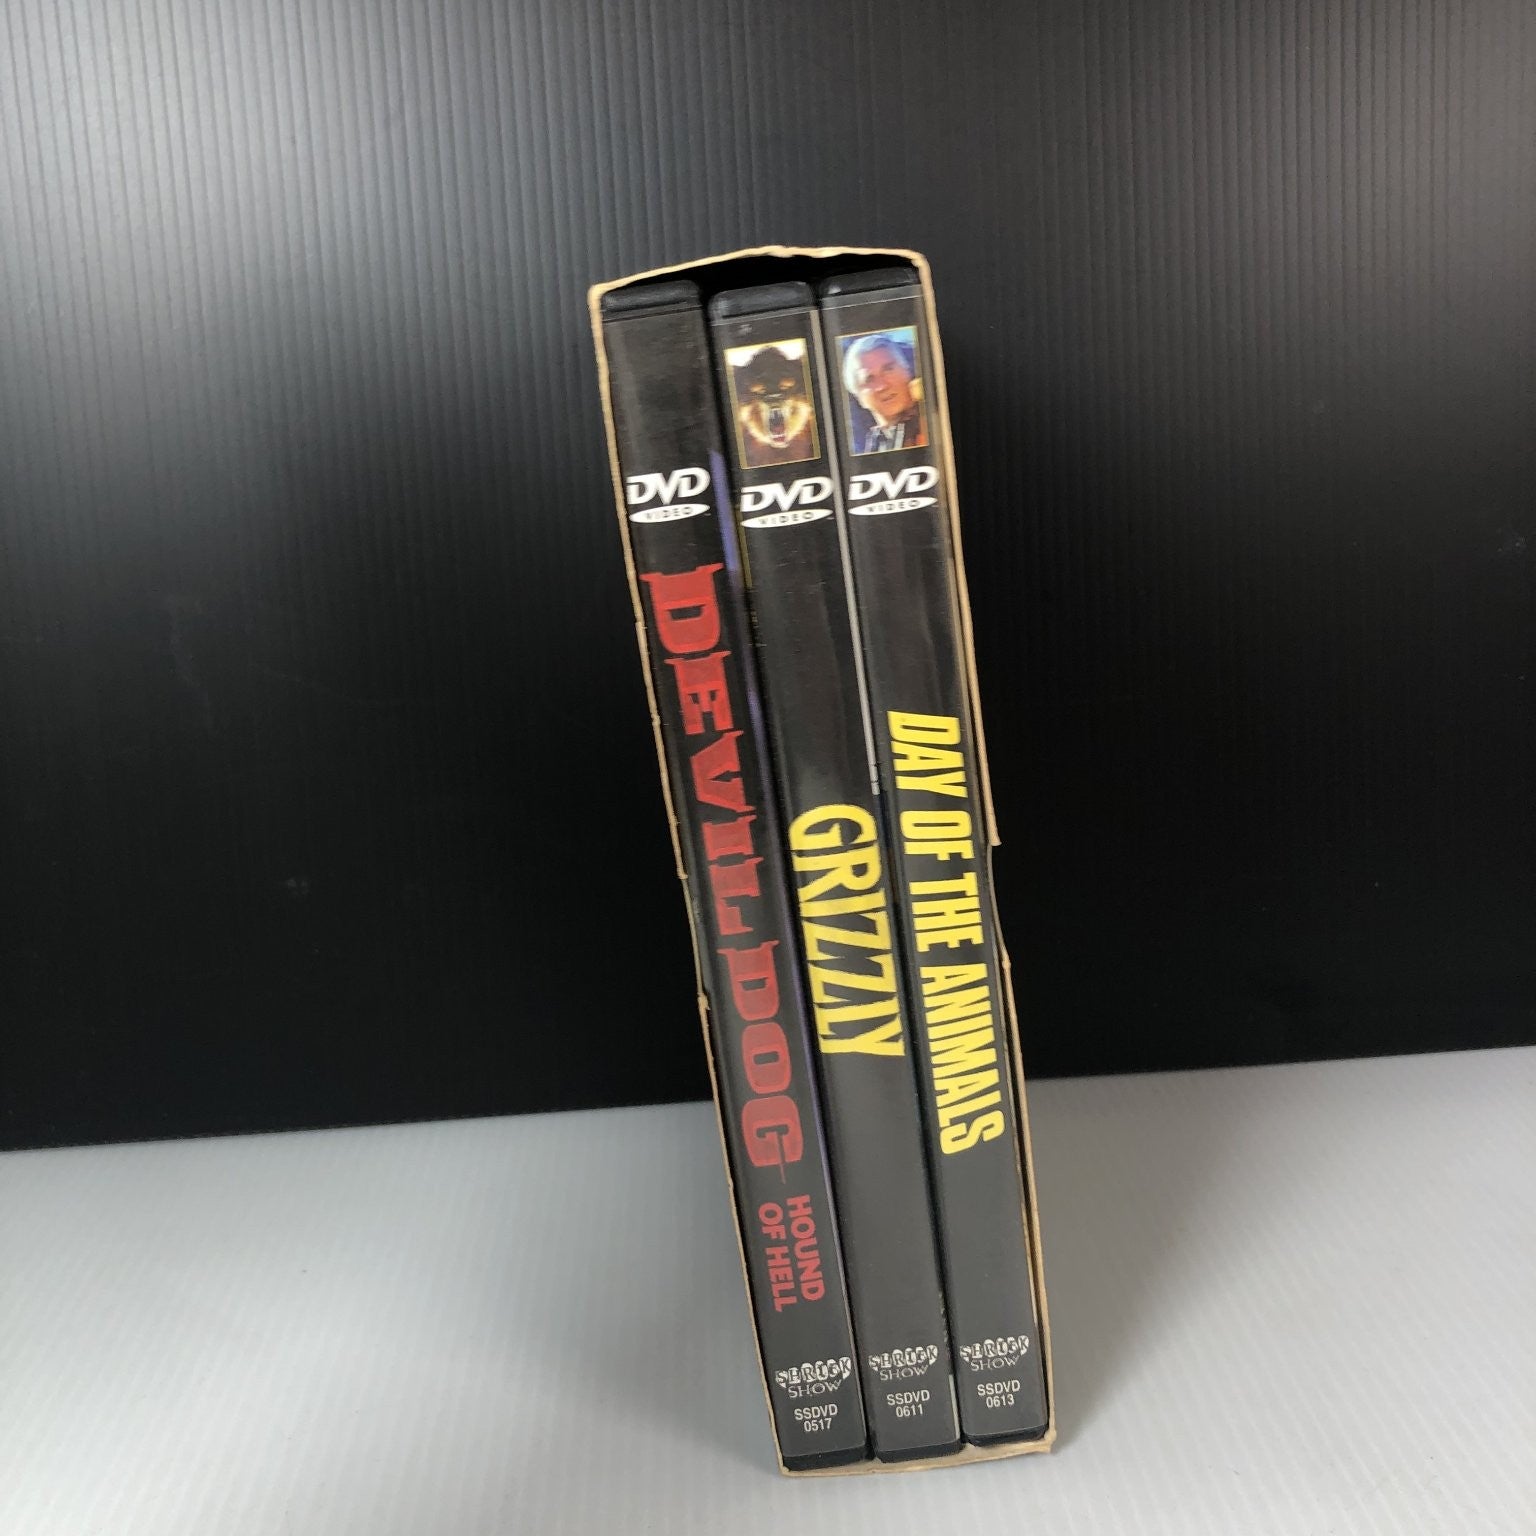 DVD
VIDEO
DEVIL DOG
HOUND
OF HELL
SHRIEK
SHOW
SSDVD
0517
DVD
VIDEO
GRIZZLY
SHRIEK
SHOW
SSDVD
0611
DVD
VIDEO
DAY OF THE ANIMALS
SHRIEK
SHOW
SSDVD
0613